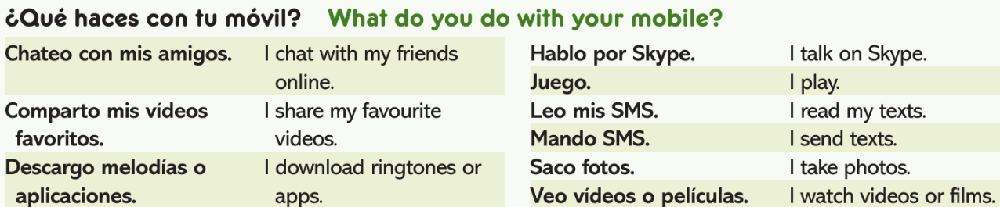 ¿Qué haces con tu móvil? What do you do with your mobile?
Chateo con mis amigos. I chat with my friends
online.
Comparto mis vídeos I share my favourite
favoritos. videos.
Descargo melodías o I download ringtones or
aplicaciones. apps.
Hablo por Skype. I talk on Skype.
Juego. I play.
Leo mis SMS. I read my texts.
Mando SMS. I send texts.
Saco fotos. I take photos.
Veo vídeos o películas. I watch videos or films.